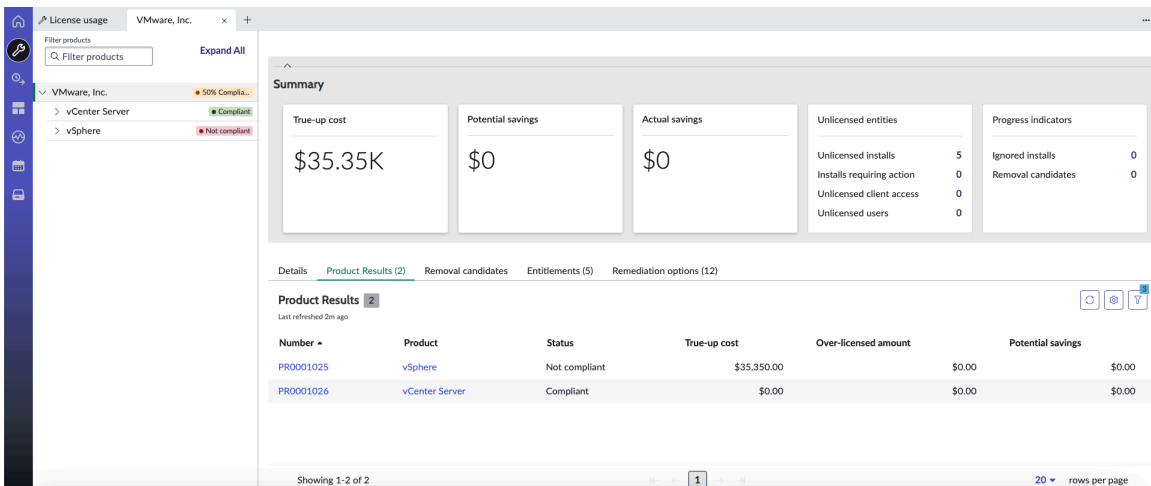 License usage
VMware, Inc. × +
...
Filter products
Filter products
Expand All
VMware, Inc. 50% Complia...
vCenter Server Compliant
vSphere Not compliant
Summary
True-up cost
$35.35K
Potential savings
$0
Actual savings
$0
Unlicensed entities
Unlicensed installs 5
Installs requiring action 0
Unlicensed client access 0
Unlicensed users 0
Progress indicators
Ignored installs 0
Removal candidates 0
Details Product Results (2) Removal candidates Entitlements (5) Remediation options (12)
Product Results 2
3
Last refreshed 2m ago
Number Product Status True-up cost Over-licensed amount Potential savings
PR0001025 vSphere Not compliant $35,350.00 $0.00 $0.00
PR0001026 vCenter Server Compliant $0.00 $0.00 $0.00
Showing 1-2 of 2 1 20 rows per page